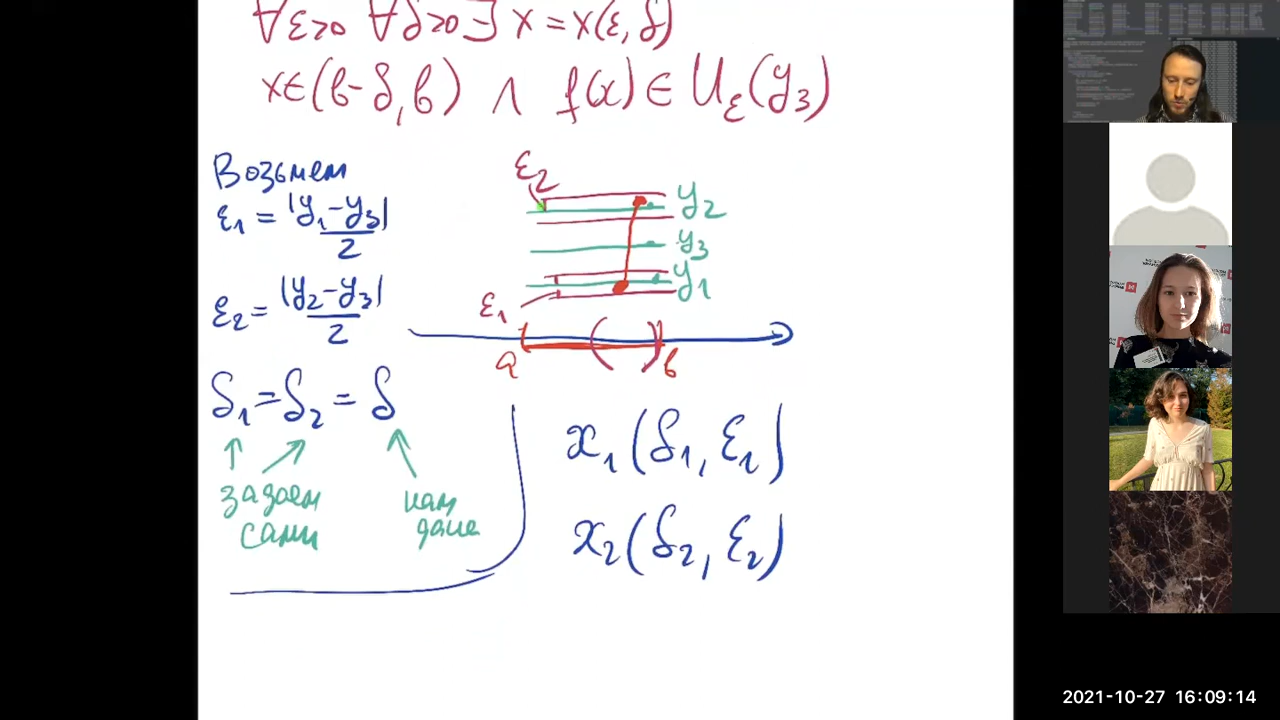 ∀ε>0 ∀δ>0 ∃ x = x(ε, δ)
x∈(b-δ, b) ∧ f(x) ∈ U_ε(y_3)
Возьмем
ε_1 = |y_1-y_3|/2
ε_2 = |y_2-y_3|/2
δ_1 = δ_2 = δ
↑ ↗ ↖
задаем сами
нам дана
ε_2
y_2
y_3
y_1
ε_1
a b
x_1 (δ_1, ε_1)
x_2 (δ_2, ε_2)
2021-10-27 16:09:14